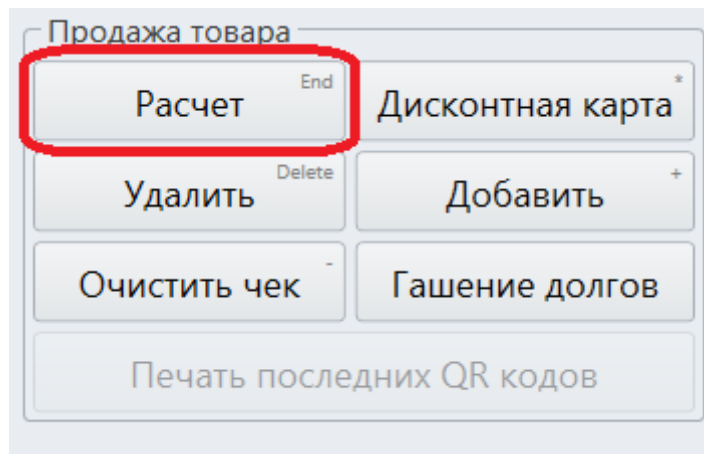 Продажа товара
Расчет End
Дисконтная карта *
Удалить Delete
Добавить +
Очистить чек -
Гашение долгов
Печать последних QR кодов